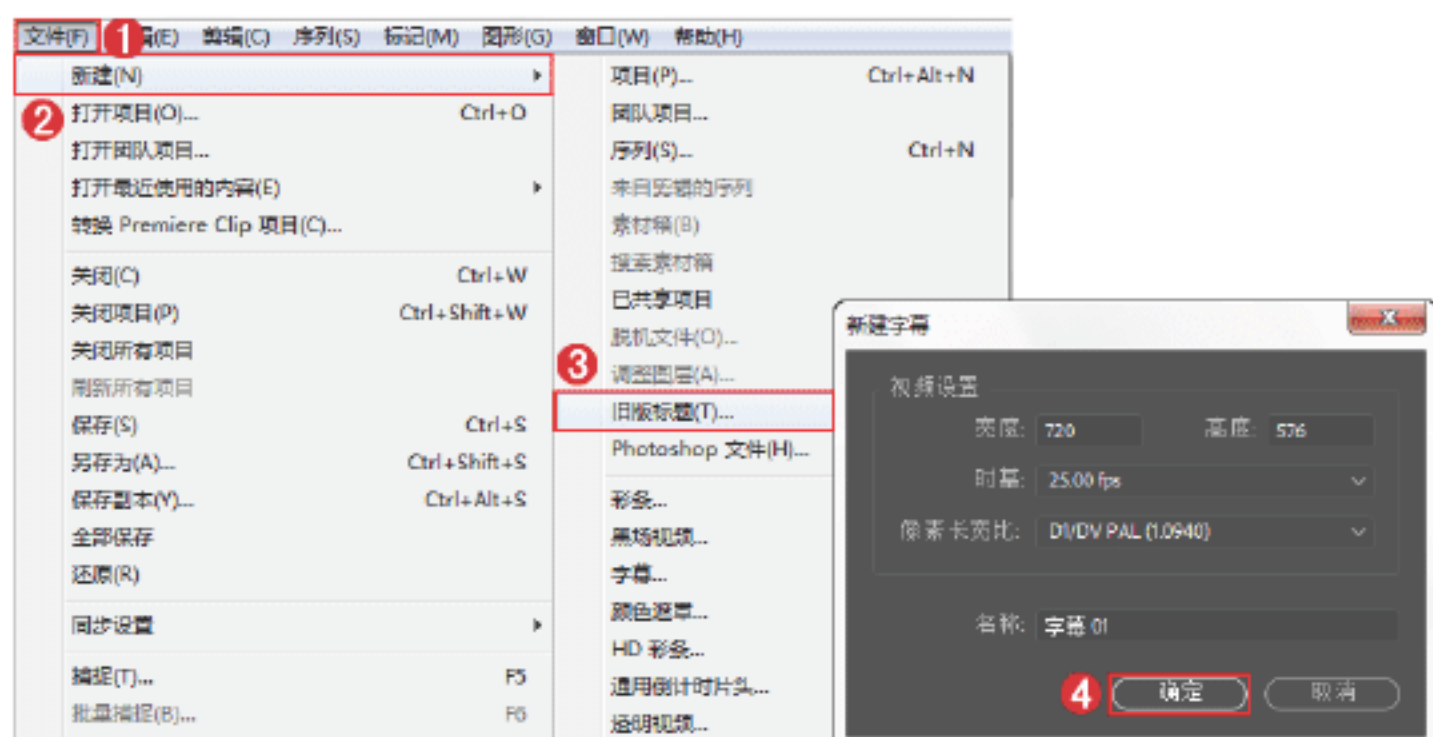 文件(F) 1 辑(E) 剪辑(C) 序列(S) 标记(M) 图形(G) 窗口(W) 帮助(H)
新建(N)
2
打开项目(O)... Ctrl+O
打开团队项目...
打开最近使用的内容(E)
转换 Premiere Clip 项目(C)...
关闭(C) Ctrl+W
关闭项目(P) Ctrl+Shift+W
关闭所有项目
刷新所有项目
保存(S) Ctrl+S
另存为(A)... Ctrl+Shift+S
保存副本(Y)... Ctrl+Alt+S
全部保存
还原(R)
同步设置
捕捉(T)... F5
批量捕捉(B)... F6
项目(P)... Ctrl+Alt+N
团队项目...
序列(S)... Ctrl+N
来自剪辑的序列
素材箱(B)
搜索素材箱
已共享项目
脱机文件(O)...
3
调整图层(A)...
旧版标题(T)...
Photoshop 文件(H)...
彩条...
黑场视频...
字幕...
颜色遮罩...
HD 彩条...
通用倒计时片头...
透明视频...
新建字幕
视频设置
宽度: 720 高度: 576
时基: 25.00 fps
像素长宽比: D1/DV PAL (1.0940)
名称: 字幕 01
4 确定 取消